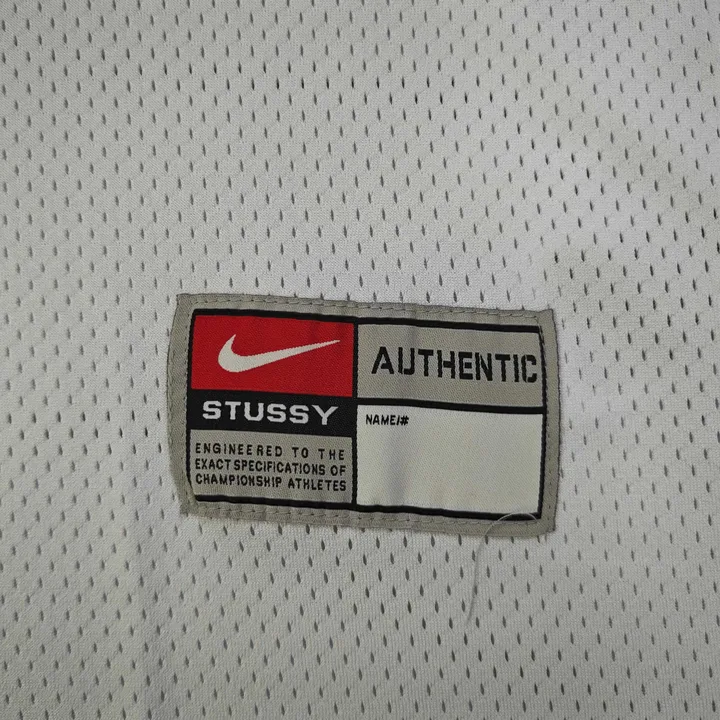 AUTHENTIC
STUSSY
NAME/#
ENGINEERED TO THE
EXACT SPECIFICATIONS OF
CHAMPIONSHIP ATHLETES